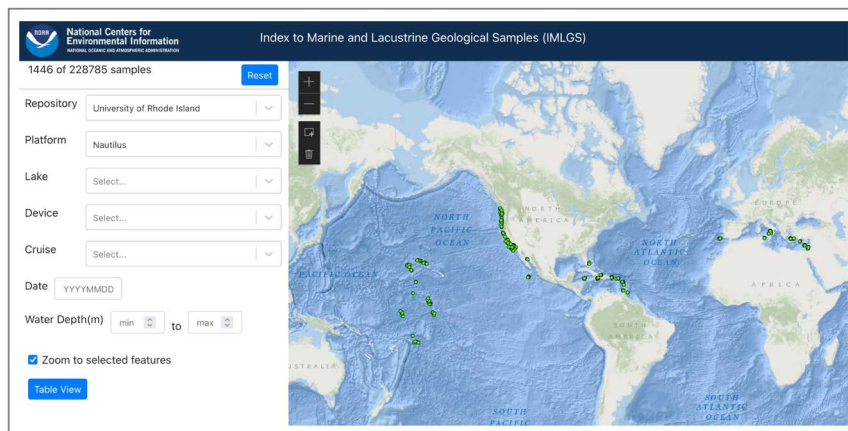 NOAA
National Centers for
Environmental Information
NATIONAL OCEANIC AND ATMOSPHERIC ADMINISTRATION
Index to Marine and Lacustrine Geological Samples (IMLGS)
1446 of 228785 samples
Reset
Repository
University of Rhode Island
Platform
Nautilus
Lake
Select...
Device
Select...
Cruise
Select...
Date
YYYYMMDD
Water Depth(m)
min
to
max
Zoom to selected features
Table View
+
−
NORTH
AMERICA
NORTH
PACIFIC
OCEAN
PACIFIC OCEAN
EUROPE
NORTH
ATLANTIC
OCEAN
AFRICA
SOUTH
AMERICA
STRALIA
SOUTH
PACIFIC
SOUTH
ATLANTIC
OCEAN